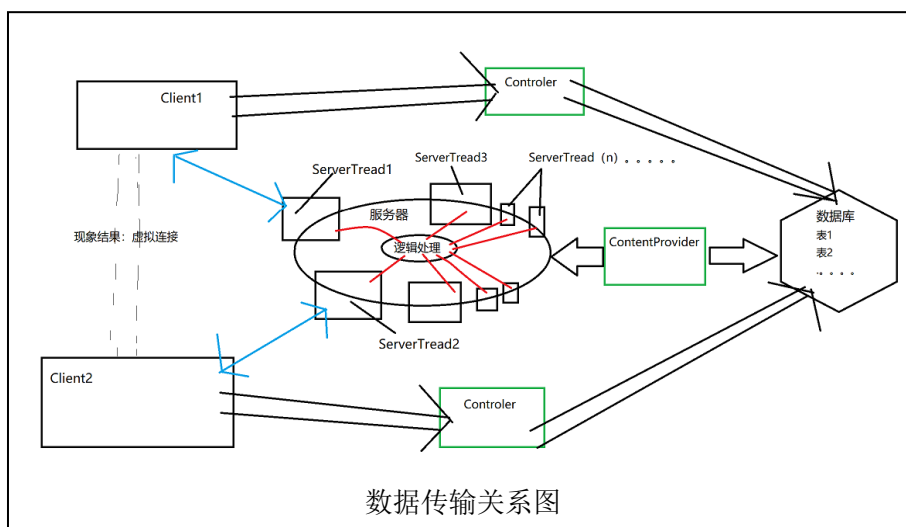 Client1
Controler
ServerTread1
ServerTread3
ServerTread（n）。。。。。
服务器
逻辑处理
现象结果：虚拟连接
ContentProvider
数据库
表1
表2
.。。。。
ServerTread2
Client2
Controler
数据传输关系图